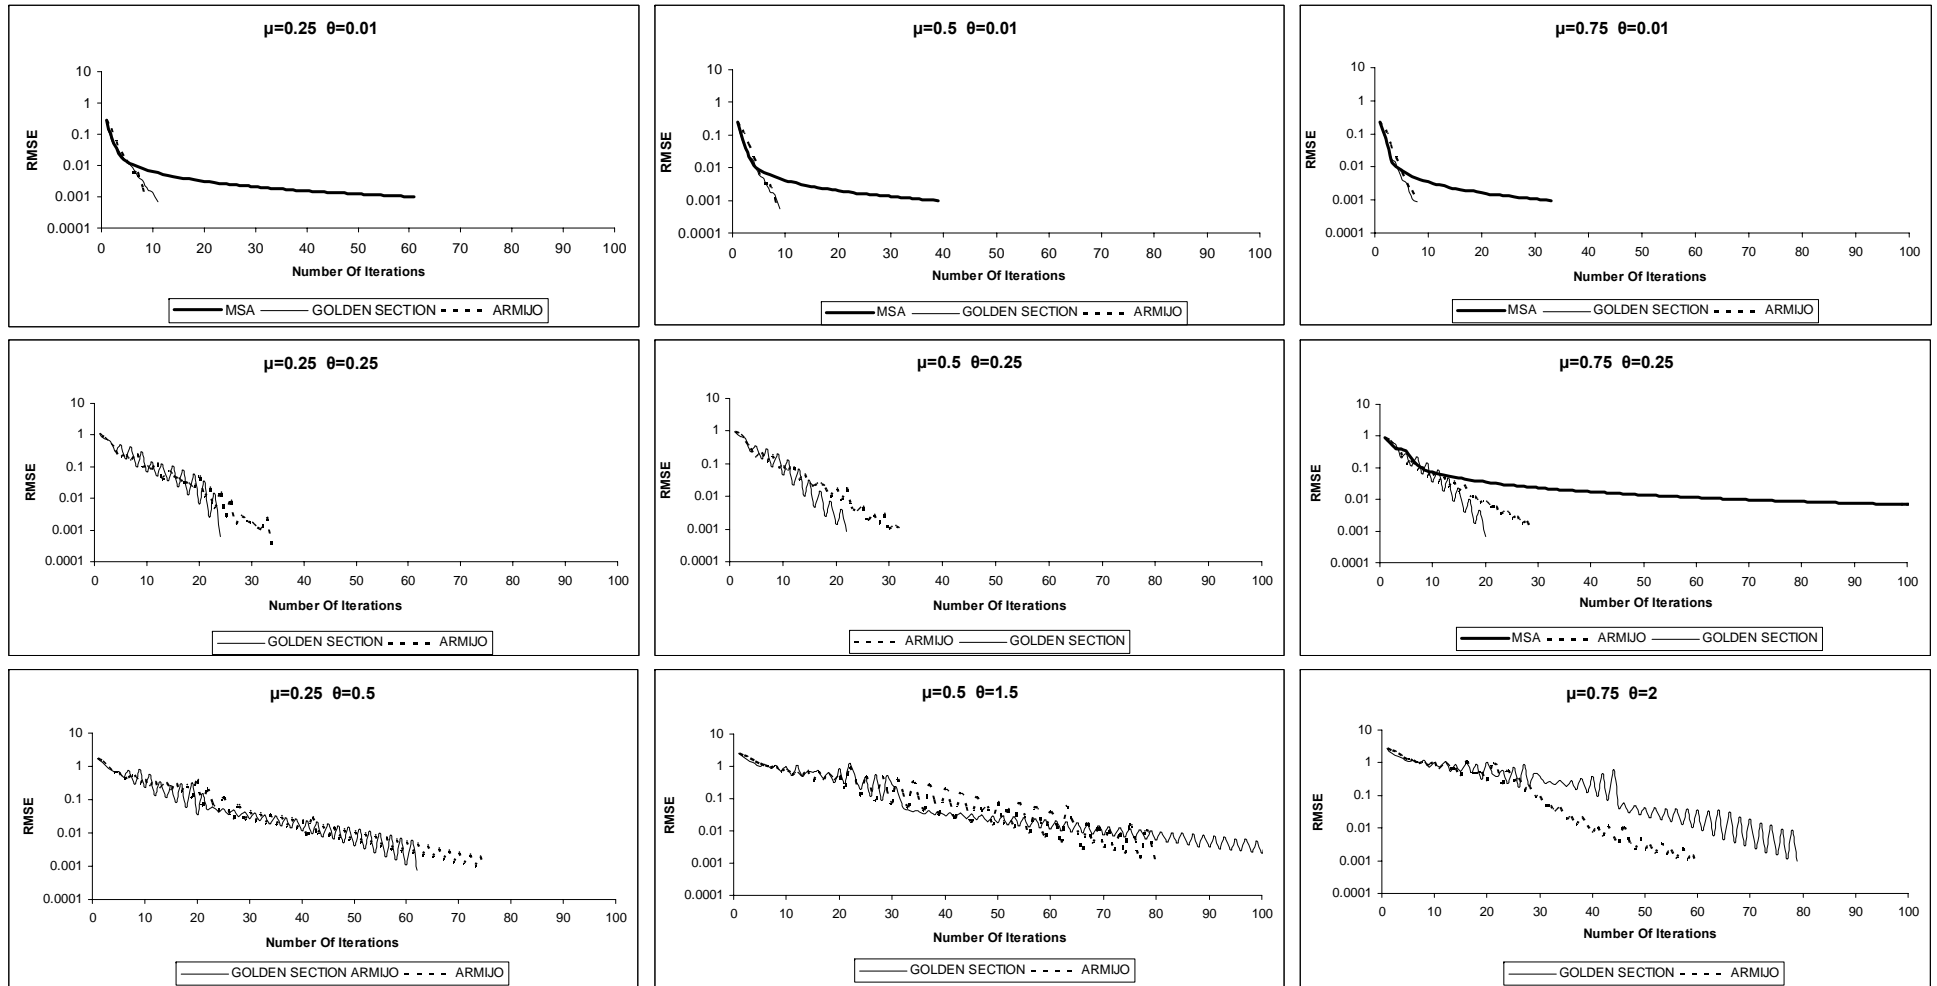 μ=0.25 θ=0.01
RMSE
10
1
0.1
0.01
0.001
0.0001
0 10 20 30 40 50 60 70 80 90 100
Number Of Iterctions
MSA GOLDEN SECTION ARMIJO
μ=0.5 θ=0.01
RMSE
10
1
0.1
0.01
0.001
0.0001
0 10 20 30 40 50 60 70 80 90 100
Number Of Iterctions
MSA GOLDEN SECTION ARMIJO
μ=0.75 θ=0.01
RMSE
10
1
0.1
0.01
0.001
0.0001
0 10 20 30 40 50 60 70 80 90 100
Number Of Iterctions
MSA GOLDEN SECTION ARMIJO
μ=0.25 θ=0.25
RMSE
10
1
0.1
0.01
0.001
0.0001
0 10 20 30 40 50 60 70 80 90 100
Number Of Iterctions
GOLDEN SECTION ARMIJO
μ=0.5 θ=0.25
RMSE
10
1
0.1
0.01
0.001
0.0001
0 10 20 30 40 50 60 70 80 90 100
Number Of Iterctions
ARMIJO GOLDEN SECTION
μ=0.75 θ=0.25
RMSE
10
1
0.1
0.01
0.001
0.0001
0 10 20 30 40 50 60 70 80 90 100
Number Of Iterctions
MSA ARMIJO GOLDEN SECTION
μ=0.25 θ=0.5
RMSE
10
1
0.1
0.01
0.001
0.0001
0 10 20 30 40 50 60 70 80 90 100
Number Of Iterctions
GOLDEN SECTION ARMIJO ARMIJO
μ=0.5 θ=1.5
RMSE
10
1
0.1
0.01
0.001
0.0001
0 10 20 30 40 50 60 70 80 90 100
Number Of Iterctions
GOLDEN SECTION ARMIJO
μ=0.75 θ=2
RMSE
10
1
0.1
0.01
0.001
0.0001
0 10 20 30 40 50 60 70 80 90 100
Number Of Iterctions
GOLDEN SECTION ARMIJO